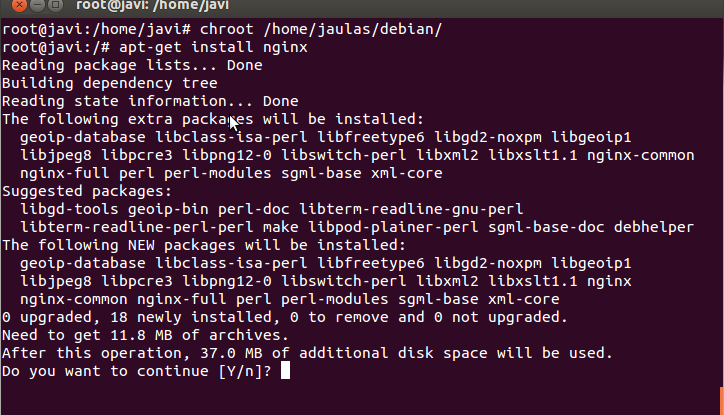 root@javi: /home/javi
root@javi:/home/javi# chroot /home/jaulas/debian/
root@javi:/# apt-get install nginx
Reading package lists... Done
Building dependency tree
Reading state information... Done
The following extra packages will be installed:
  geoip-database libclass-isa-perl libfreetype6 libgd2-noxpm libgeoip1
  libjpeg8 libpcre3 libpng12-0 libswitch-perl libxml2 libxslt1.1 nginx-common
  nginx-full perl perl-modules sgml-base xml-core
Suggested packages:
  libgd-tools geoip-bin perl-doc libterm-readline-gnu-perl
  libterm-readline-perl-perl make libpod-plainer-perl sgml-base-doc debhelper
The following NEW packages will be installed:
  geoip-database libclass-isa-perl libfreetype6 libgd2-noxpm libgeoip1
  libjpeg8 libpcre3 libpng12-0 libswitch-perl libxml2 libxslt1.1 nginx
  nginx-common nginx-full perl perl-modules sgml-base xml-core
0 upgraded, 18 newly installed, 0 to remove and 0 not upgraded.
Need to get 11.8 MB of archives.
After this operation, 37.0 MB of additional disk space will be used.
Do you want to continue [Y/n]?